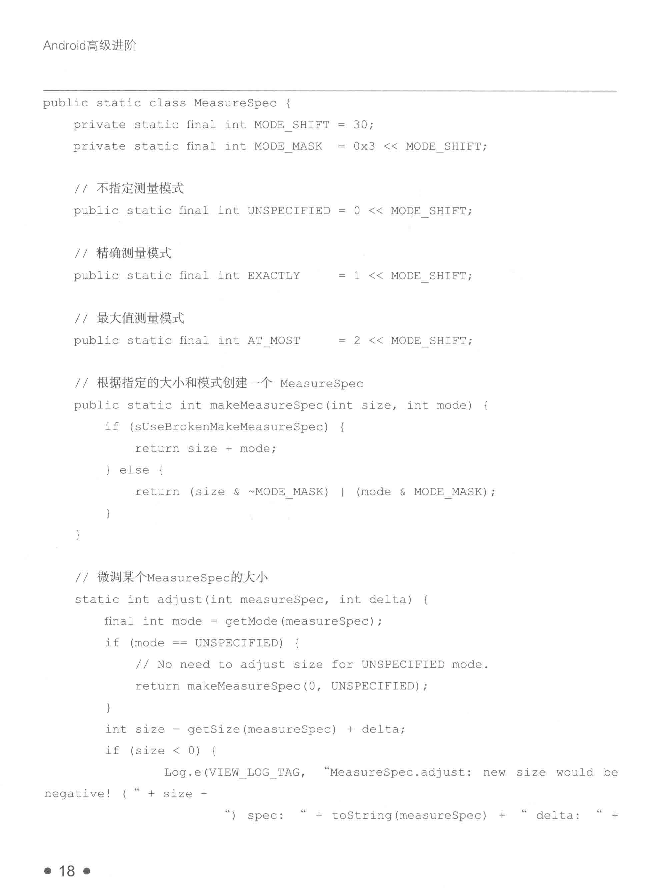 Android高级进阶
public static class MeasureSpec {
private static final int MODE_SHIFT = 30;
private static final int MODE_MASK = 0x3 << MODE_SHIFT;
// 不指定测量模式
public static final int UNSPECIFIED = 0 << MODE_SHIFT;
// 精确测量模式
public static final int EXACTLY = 1 << MODE_SHIFT;
// 最大值测量模式
public static final int AT_MOST = 2 << MODE_SHIFT;
// 根据指定的大小和模式创建一个 MeasureSpec
public static int makeMeasureSpec(int size, int mode) {
if (sUseBrokenMakeMeasureSpec) {
return size + mode;
} else {
return (size & ~MODE_MASK) | (mode & MODE_MASK);
}
}
// 微调某个MeasureSpec的大小
static int adjust(int measureSpec, int delta) {
final int mode = getMode(measureSpec);
if (mode == UNSPECIFIED) {
// No need to adjust size for UNSPECIFIED mode.
return makeMeasureSpec(0, UNSPECIFIED);
}
int size = getSize(measureSpec) + delta;
if (size < 0) {
Log.e(VIEW_LOG_TAG, “MeasureSpec.adjust: new size would be
negative! ( ” + size +
“) spec: “ + toString(measureSpec) + “ delta: “ +
• 18 •